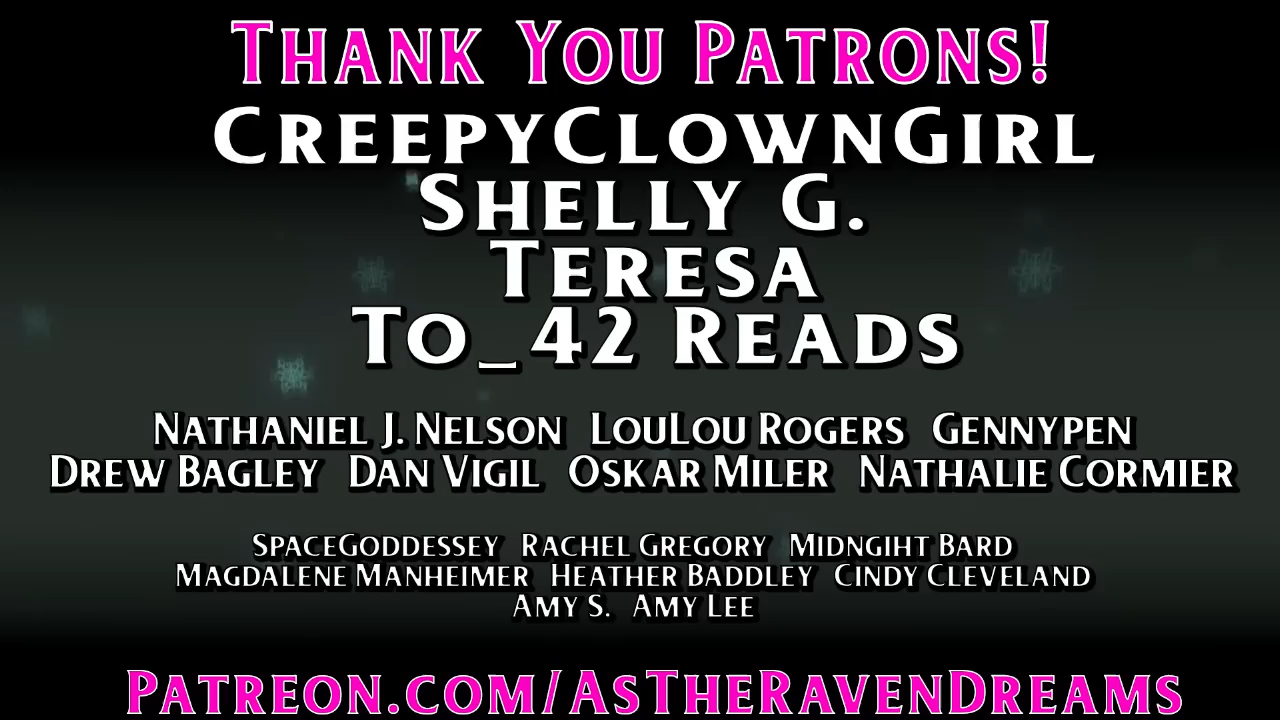 Thank You Patrons!
CreepyClownGirl
Shelly G.
Teresa
To_42 Reads
Nathaniel J. Nelson LouLou Rogers Gennypen
Drew Bagley Dan Vigil Oskar Miler Nathalie Cormier
SpaceGoddessey Rachel Gregory Midngiht Bard
Magdalene Manheimer Heather Baddley Cindy Cleveland
Amy S. Amy Lee
Patreon.com/AsTheRavenDreams